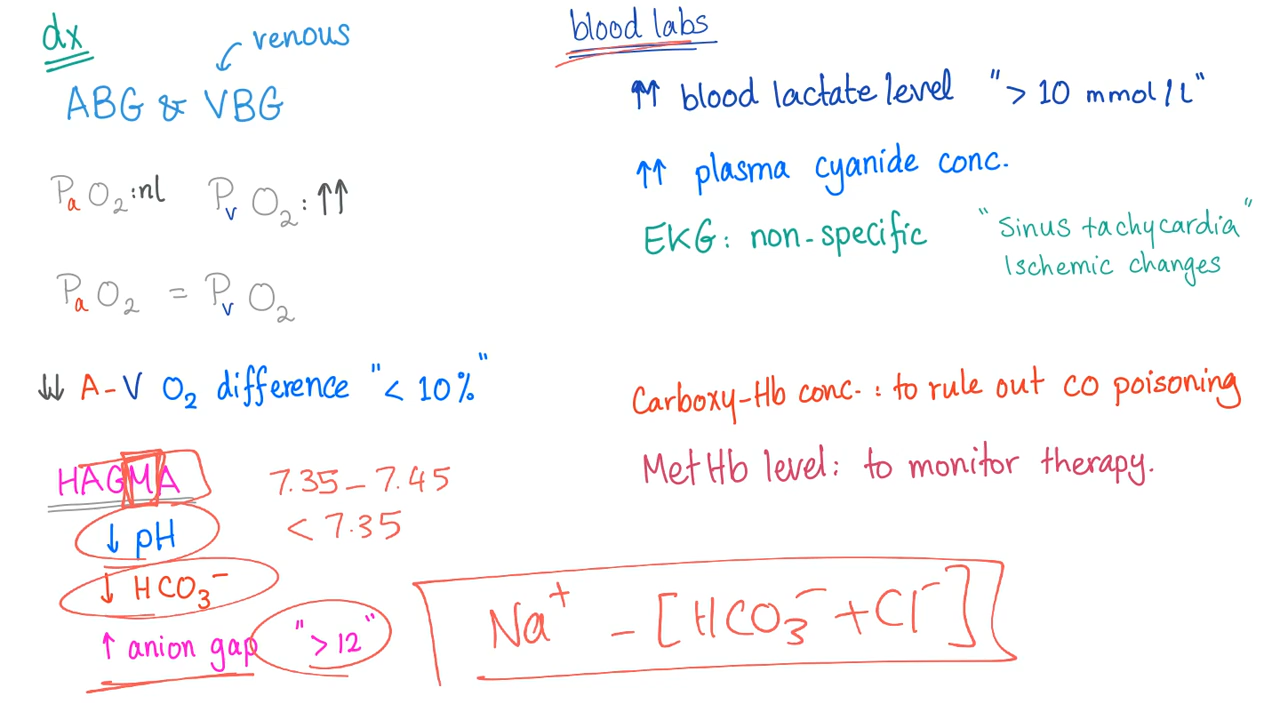 dx
venous
ABG & VBG
PaO2:nl PvO2:↑↑
PaO2 = PvO2
↓↓ A-V O2 difference "< 10%"
HAGMA 7.35 – 7.45
↓ pH < 7.35
↓ HCO3−
↑ anion gap "> 12"
Na+ – [HCO3− + Cl−]
blood labs
↑↑ blood lactate level "> 10 mmol/L"
↑↑ plasma cyanide conc.
EKG: non-specific "Sinus tachycardia"
Ischemic changes
Carboxy-Hb conc. : to rule out CO poisoning
MetHb level: to monitor therapy.